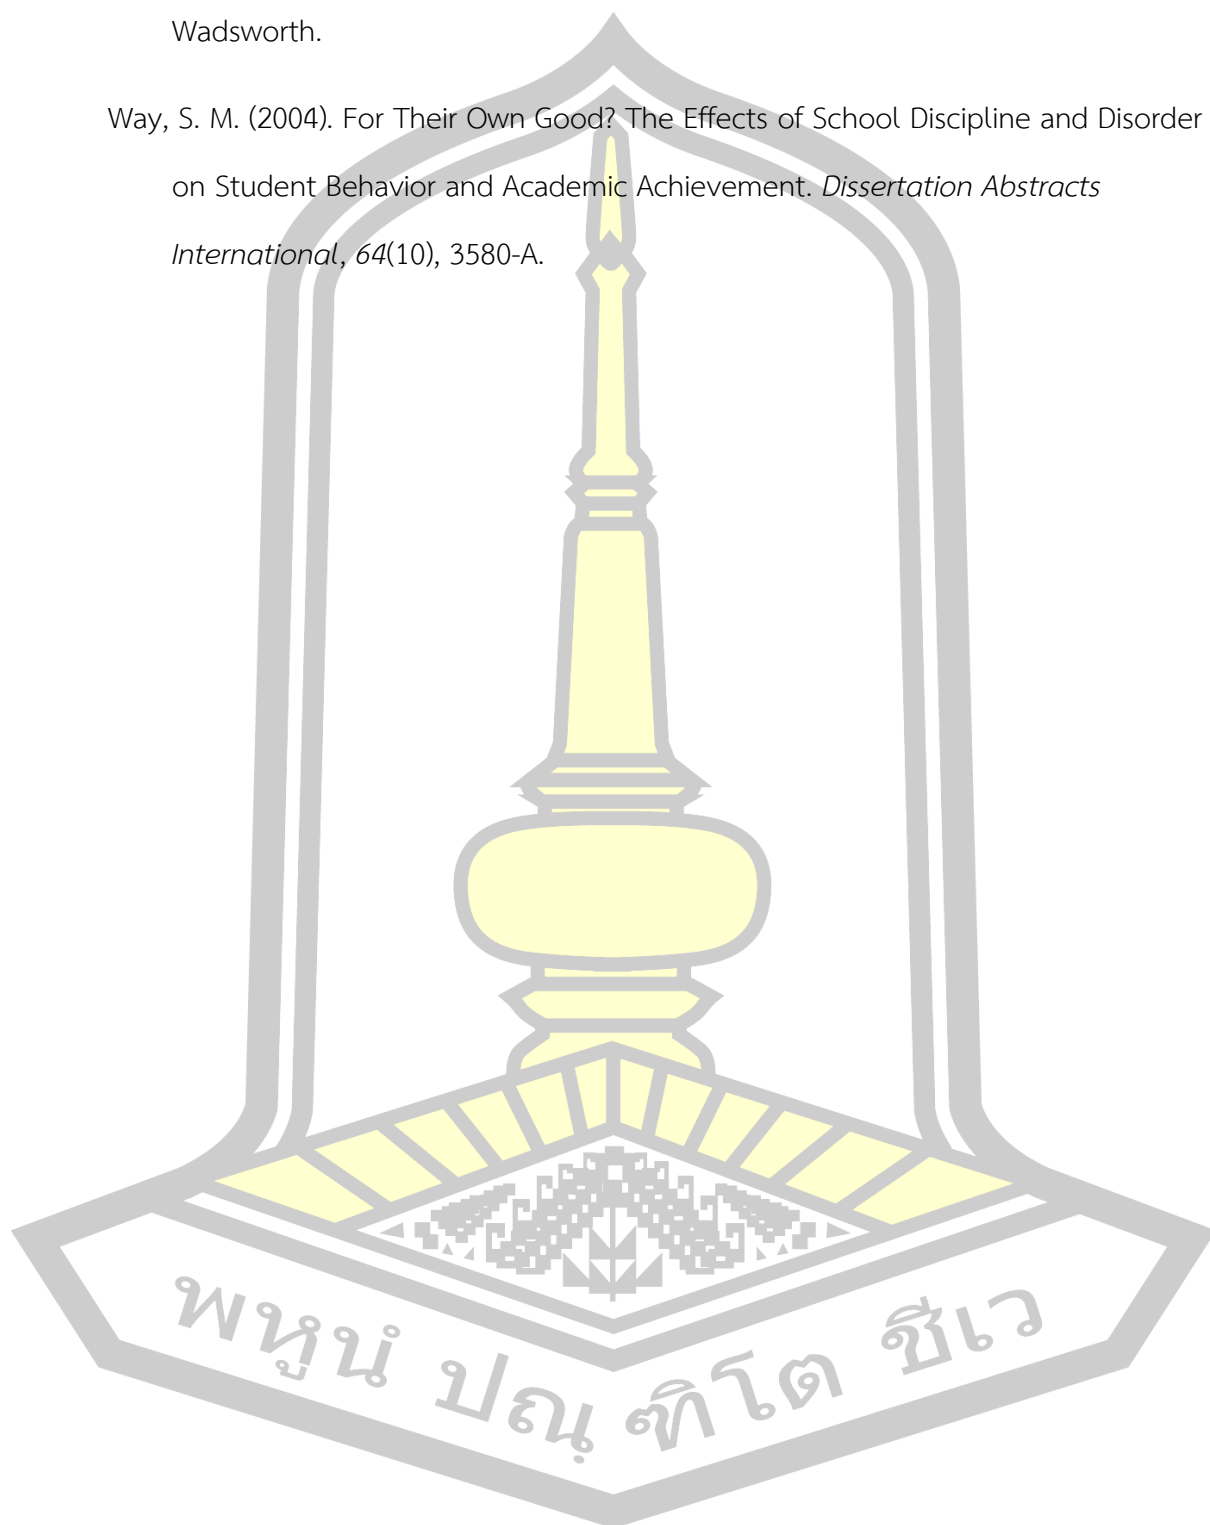 Wadsworth.
Way, S. M. (2004). For Their Own Good? The Effects of School Discipline and Disorder
on Student Behavior and Academic Achievement. Dissertation Abstracts
International, 64(10), 3580-A.
พหูนํ ปณฺ ฑิโต ชีเว